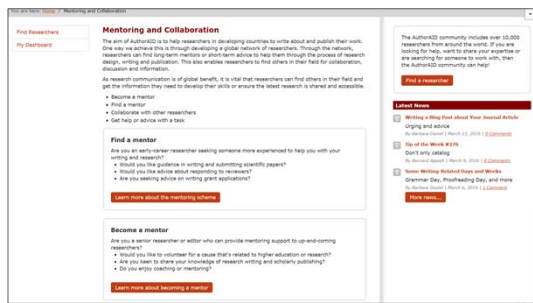 You are here: Home / Mentoring and Collaboration
Find Researchers
My Dashboard
Mentoring and Collaboration
The aim of AuthorAID is to help researchers in developing countries to write about and publish their work.
One way we achieve this is through developing a global network of researchers. Through the network,
researchers can find long-term mentors or short-term advice to help them through the process of research
design, writing and publication. This also enables researchers to find others in their field for collaboration,
discussion and information.
As research communication is of global benefit, it is vital that researchers can find others in their field and
get the information they need to develop their skills or ensure the latest research is shared and accessible.
• Become a mentor
• Find a mentor
• Collaborate with other researchers
• Get help or advice with a task
Find a mentor
Are you an early-career researcher seeking someone more experienced to help you with your
writing and research?
• Would you like guidance in writing and submitting scientific papers?
• Would you like advice about responding to reviewers?
• Are you seeking advice on writing grant applications?
Learn more about the mentoring scheme
Become a mentor
Are you a senior researcher or editor who can provide mentoring support to up-and-coming
researchers?
• Would you like to volunteer for a cause that's related to higher education or research?
• Are you keen to share your knowledge of research writing and scholarly publishing?
• Do you enjoy coaching or mentoring?
Learn more about becoming a mentor
The AuthorAID community includes over 10,000
researchers from around the world. If you are
looking for help, want to share your expertise or
are searching for someone to work with, then
the AuthorAID community can help!
Find a researcher
Latest News
Writing a Blog Post about Your Journal Article
Urging and advice
By Barbara Gastel | March 13, 2016 | 0 Comments
Tip of the Week #376
Don't only catalog
By Bernard Appiah | March 9, 2016 | 0 Comments
Some Writing-Related Days and Weeks
Grammar Day, Proofreading Day, and more
By Barbara Gastel | March 6, 2016 | 1 Comment
More news...